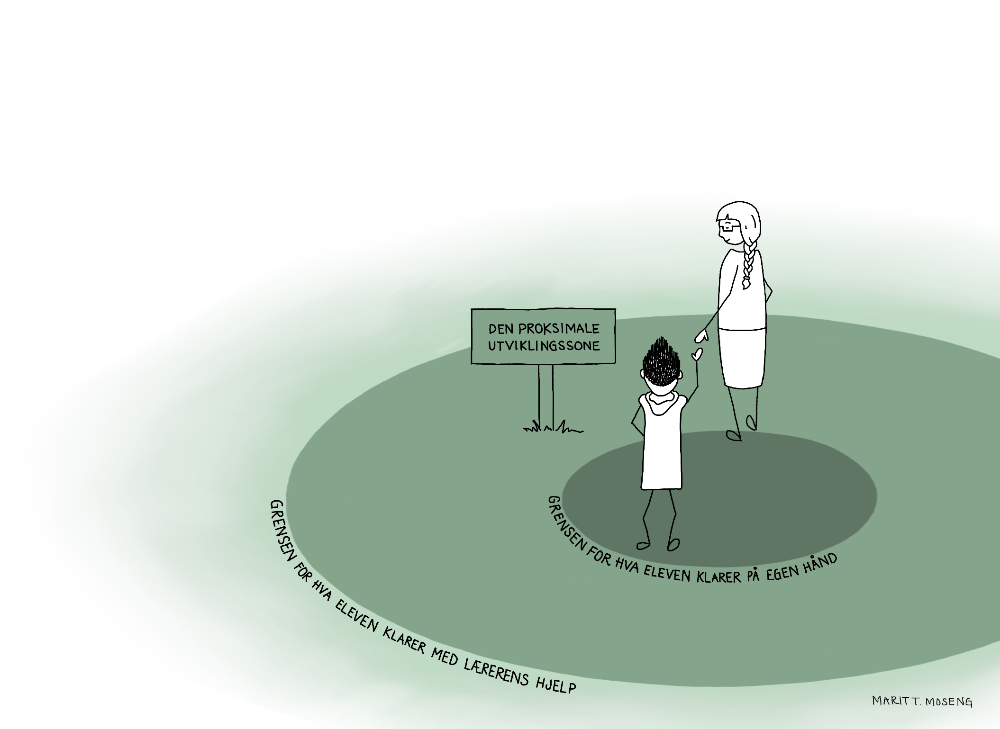 DEN PROKSIMALE
UTVIKLINGSSONE
GRENSEN FOR HVA ELEVEN KLARER PÅ EGEN HÅND
GRENSEN FOR HVA ELEVEN KLARER MED LÆRERENS HJELP
MARIT T. MOSENG